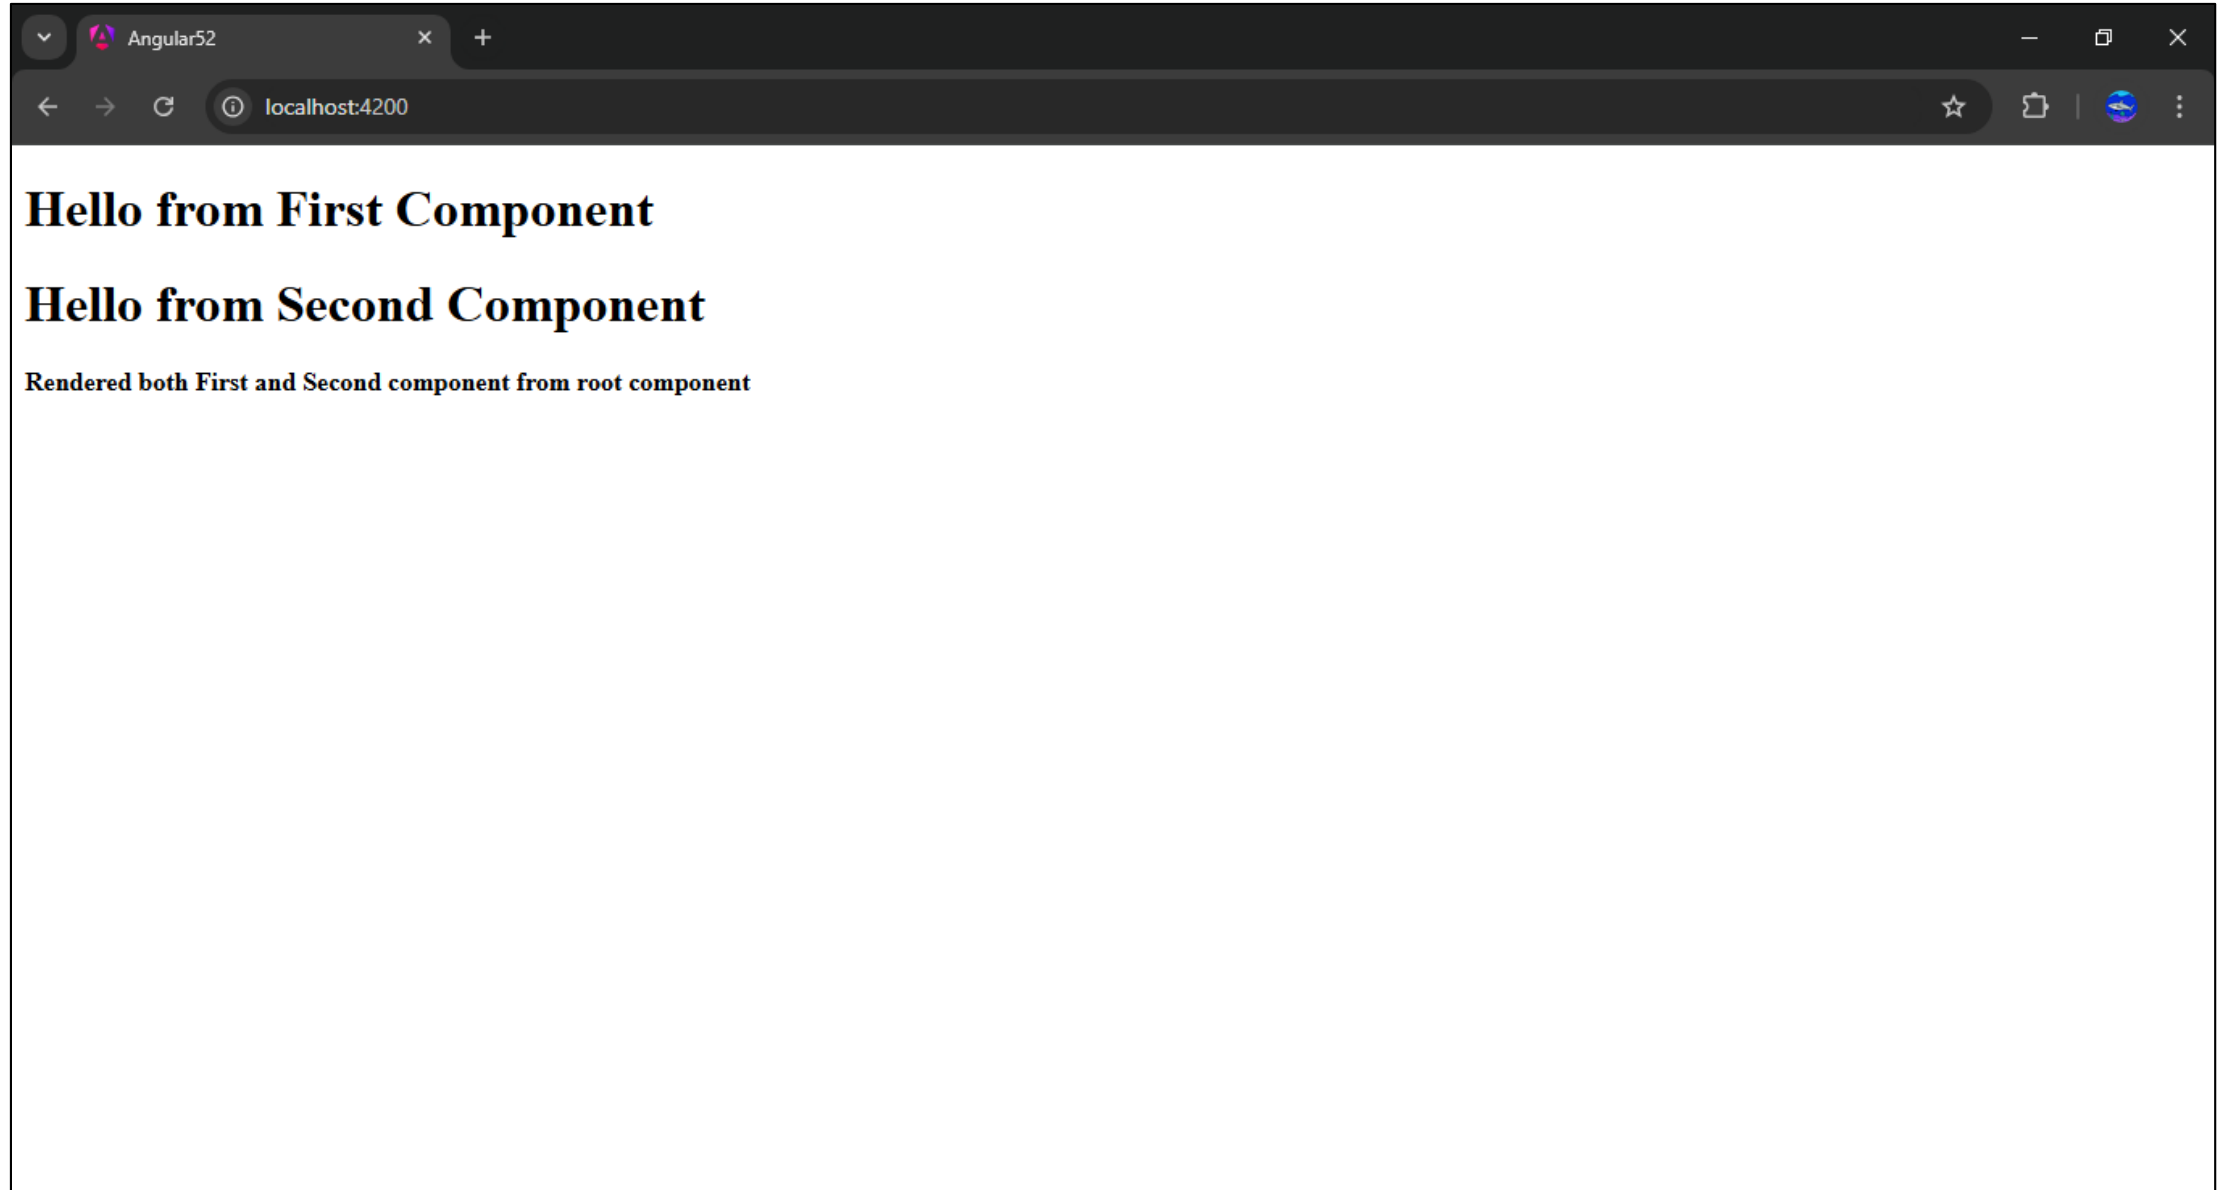 Angular52
localhost:4200
Hello from First Component
Hello from Second Component
Rendered both First and Second component from root component